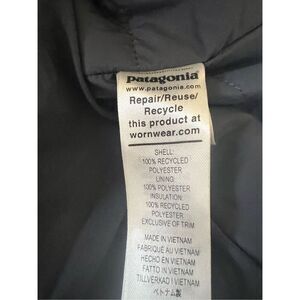 patagonia®
www.patagonia.com
Repair/Reuse/
Recycle
this product at
wornwear.com
SHELL:
100% RECYCLED
POLYESTER
LINING:
100% POLYESTER
INSULATION:
100% RECYCLED
POLYESTER
EXCLUSIVE OF TRIM
MADE IN VIETNAM
FABRIQUÉ AU VIETNAM
HECHO EN VIETNAM
FATTO IN VIETNAM
TILLVERKAD I VIETNAM
ベトナム製